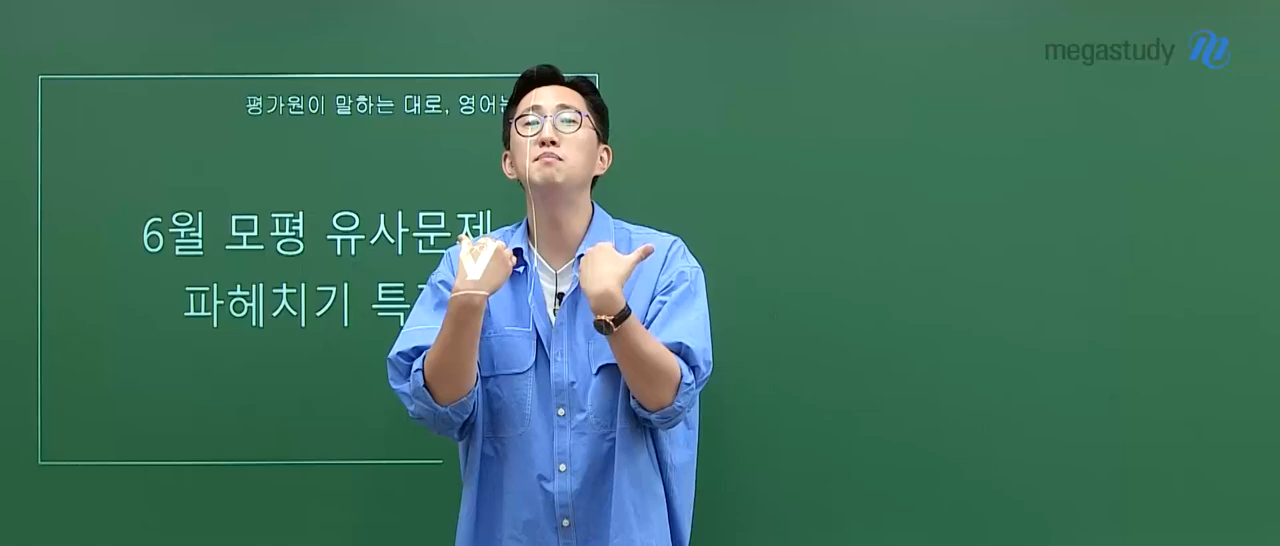 megastudy
평가원이 말하는 대로, 영어는
6월 모평 유사문제
파헤치기